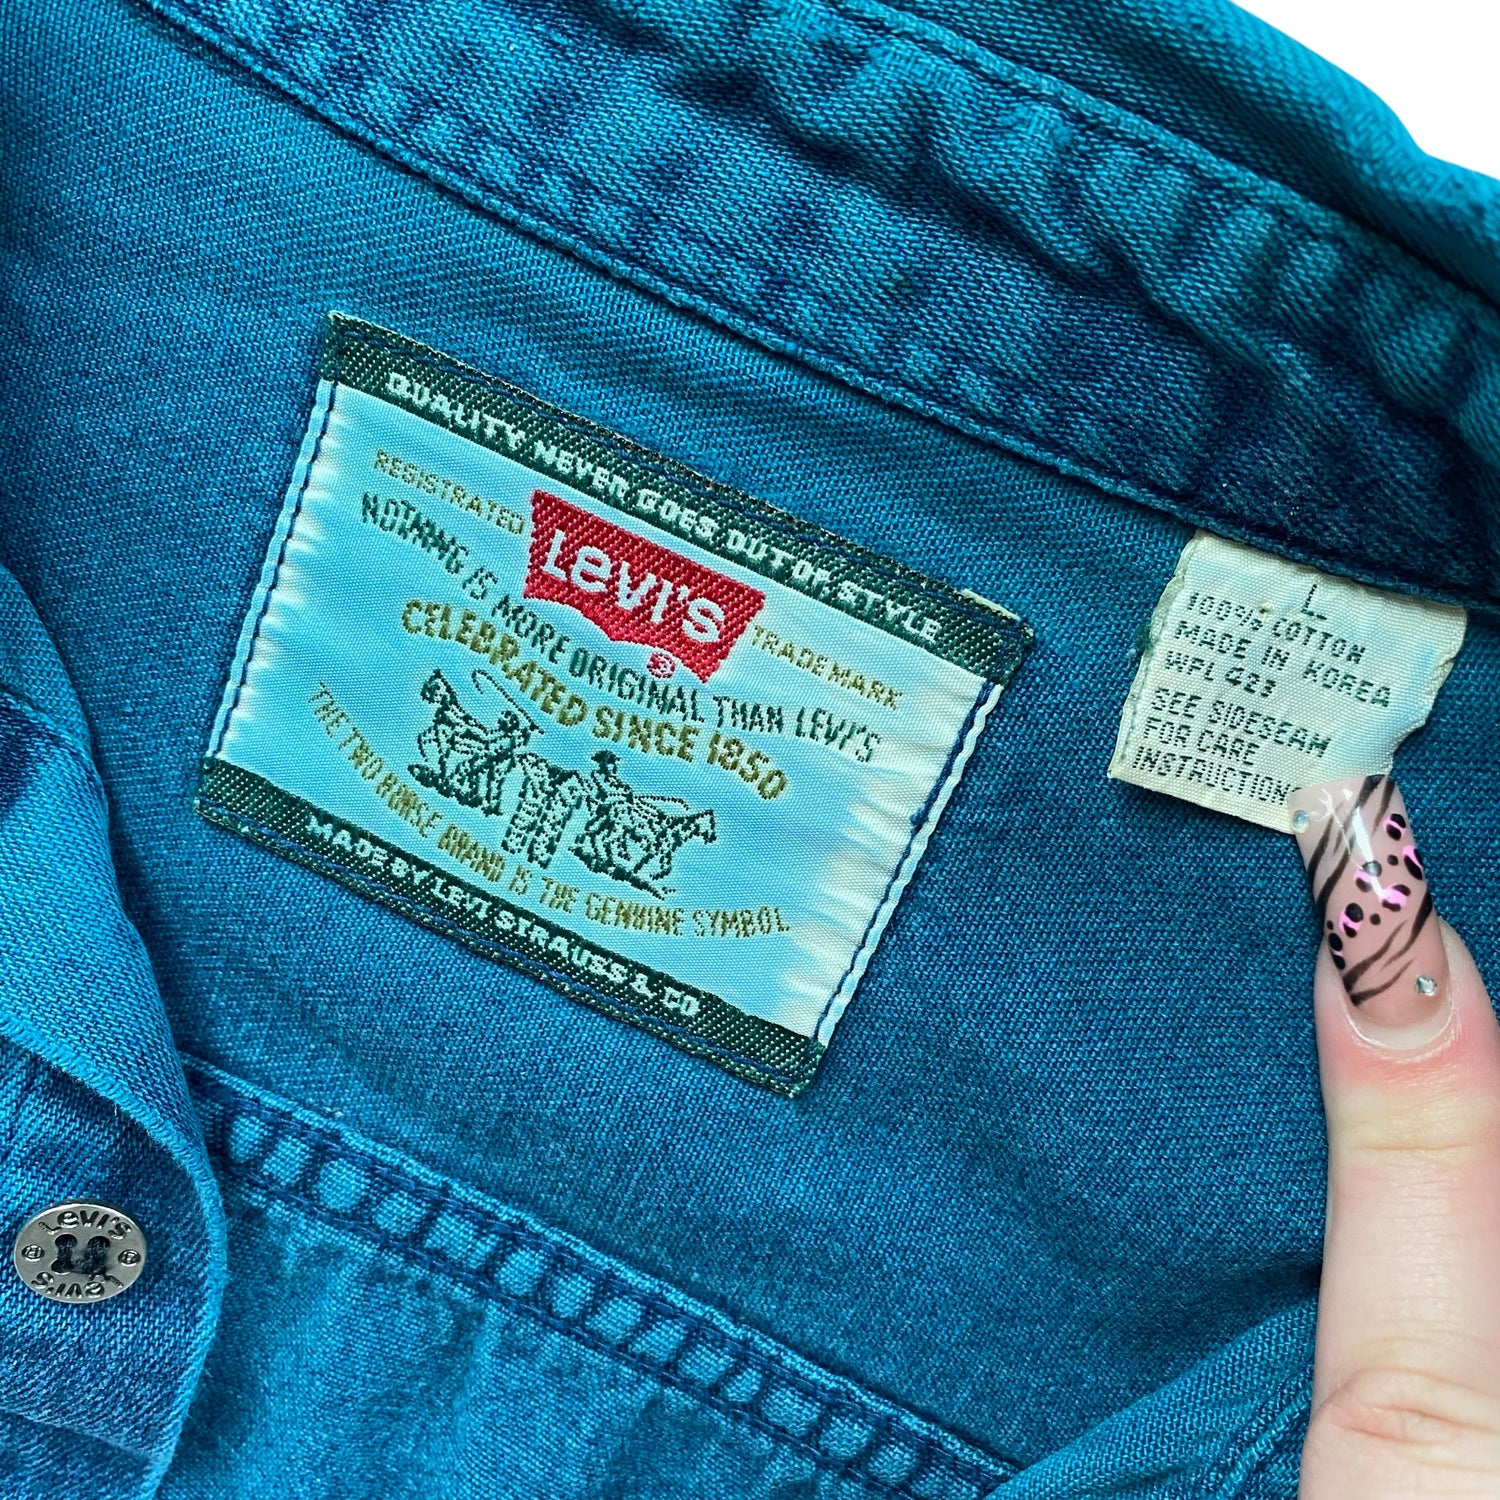 QUALITY NEVER GOES OUT OF STYLE
REGISTRATED Levi's® TRADEMARK
NOTHING IS MORE ORIGINAL THAN LEVI'S
CELEBRATED SINCE 1850
THE TWO HORSE BRAND IS THE GENUINE SYMBOL
MADE BY LEVI STRAUSS & CO
L
100% COTTON
MADE IN KOREA
WPL 423
SEE SIDESEAM
FOR CARE
INSTRUCTION
Levi's
® ®
Levi's